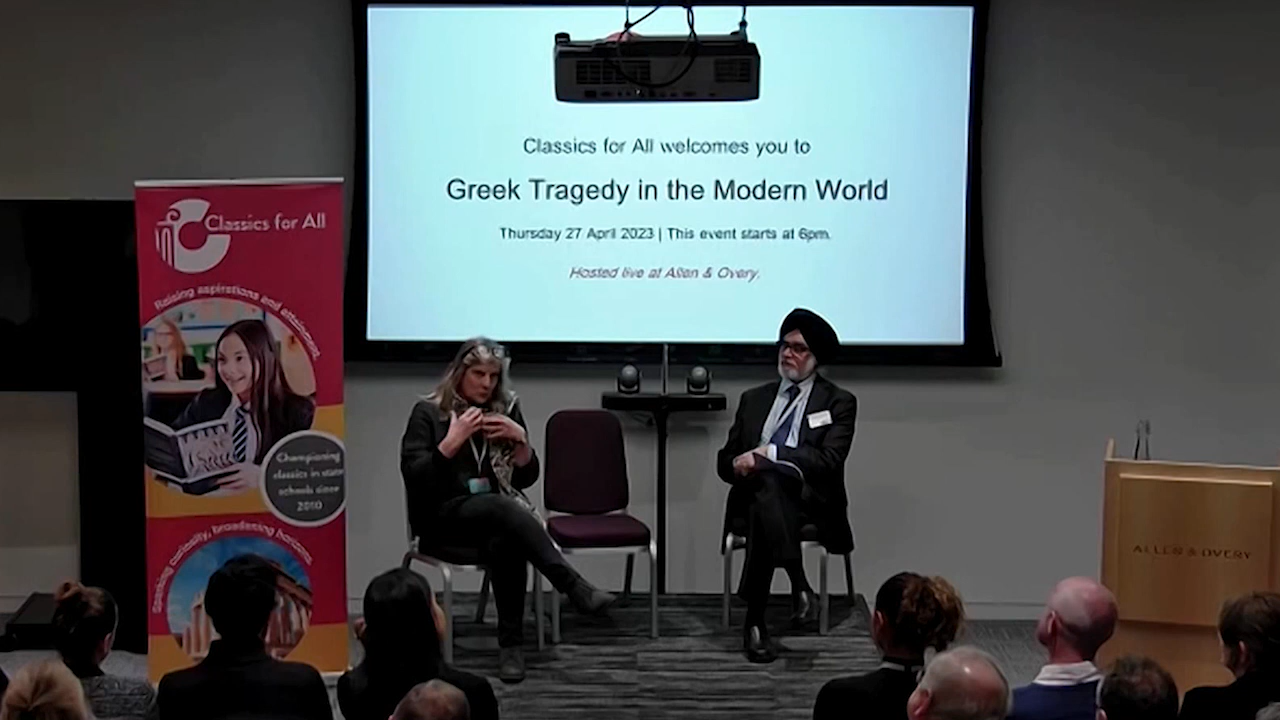 Classics for All welcomes you to
Greek Tragedy in the Modern World
Thursday 27 April 2023 | This event starts at 6pm.
Hosted live at Allen & Overy.
Classics for All
Raising aspirations and attainment
Championing
classics in state
schools since
2010
Sparking curiosity, broadening horizons
ALLEN & OVERY